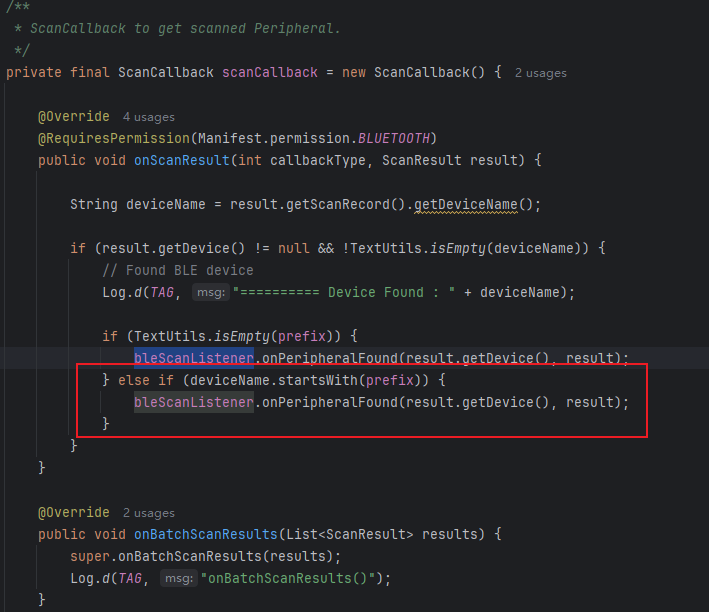 /**
 * ScanCallback to get scanned Peripheral.
 */
private final ScanCallback scanCallback = new ScanCallback() { 2 usages
@Override 4 usages
@RequiresPermission(Manifest.permission.BLUETOOTH)
public void onScanResult(int callbackType, ScanResult result) {
String deviceName = result.getScanRecord().getDeviceName();
if (result.getDevice() != null && !TextUtils.isEmpty(deviceName)) {
// Found BLE device
Log.d(TAG, msg: "========== Device Found : " + deviceName);
if (TextUtils.isEmpty(prefix)) {
bleScanListener.onPeripheralFound(result.getDevice(), result);
} else if (deviceName.startsWith(prefix)) {
bleScanListener.onPeripheralFound(result.getDevice(), result);
}
}
}
@Override 2 usages
public void onBatchScanResults(List<ScanResult> results) {
super.onBatchScanResults(results);
Log.d(TAG, msg: "onBatchScanResults()");
}